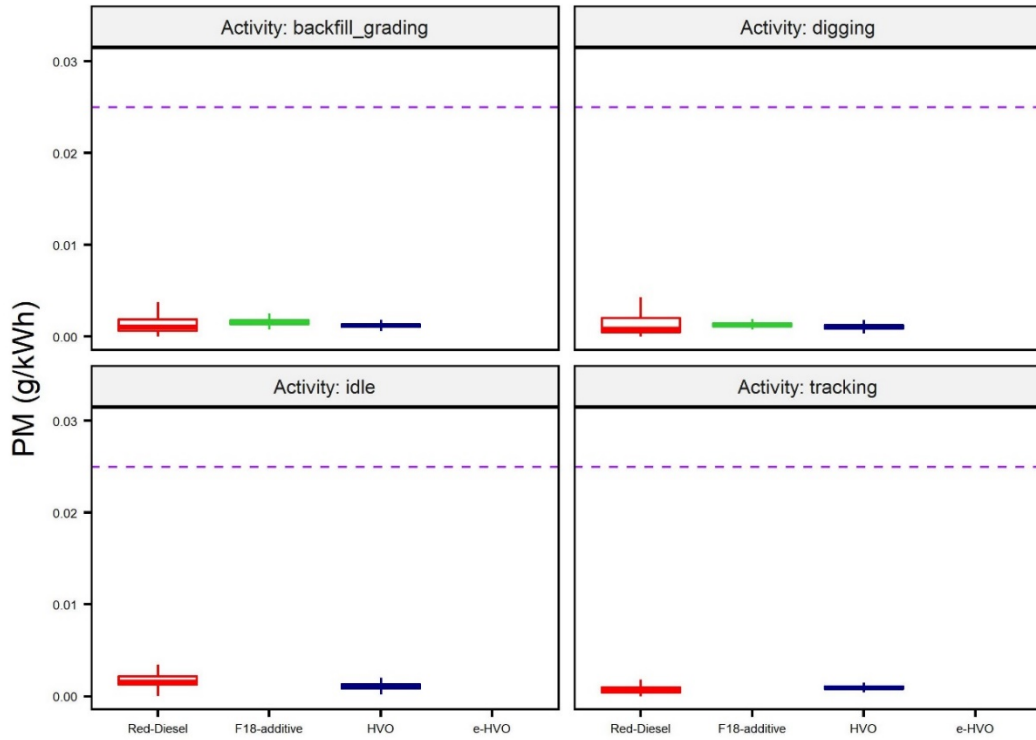 Activity: backfill_grading
Activity: digging
0.03
0.02
0.01
0.00
Activity: idle
Activity: tracking
0.03
0.02
0.01
0.00
PM (g/kWh)
Red-Diesel F18-additive HVO e-HVO
Red-Diesel F18-additive HVO e-HVO